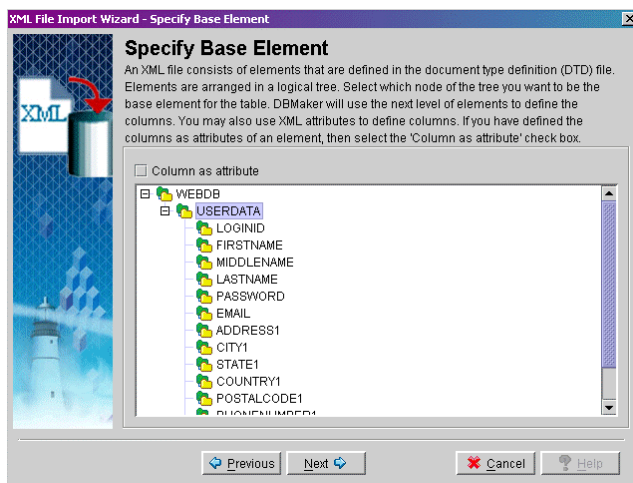 XML File Import Wizard - Specify Base Element
Specify Base Element
An XML file consists of elements that are defined in the document type definition (DTD) file.
Elements are arranged in a logical tree. Select which node of the tree you want to be the
base element for the table. DBMaker will use the next level of elements to define the
columns. You may also use XML attributes to define columns. If you have defined the
columns as attributes of an element, then select the 'Column as attribute' check box.
XML
Column as attribute
WEBDB
USERDATA
LOGINID
FIRSTNAME
MIDDLENAME
LASTNAME
PASSWORD
EMAIL
ADDRESS1
CITY1
STATE1
COUNTRY1
POSTALCODE1
PHONENUMBER1
Previous
Next
Cancel
Help